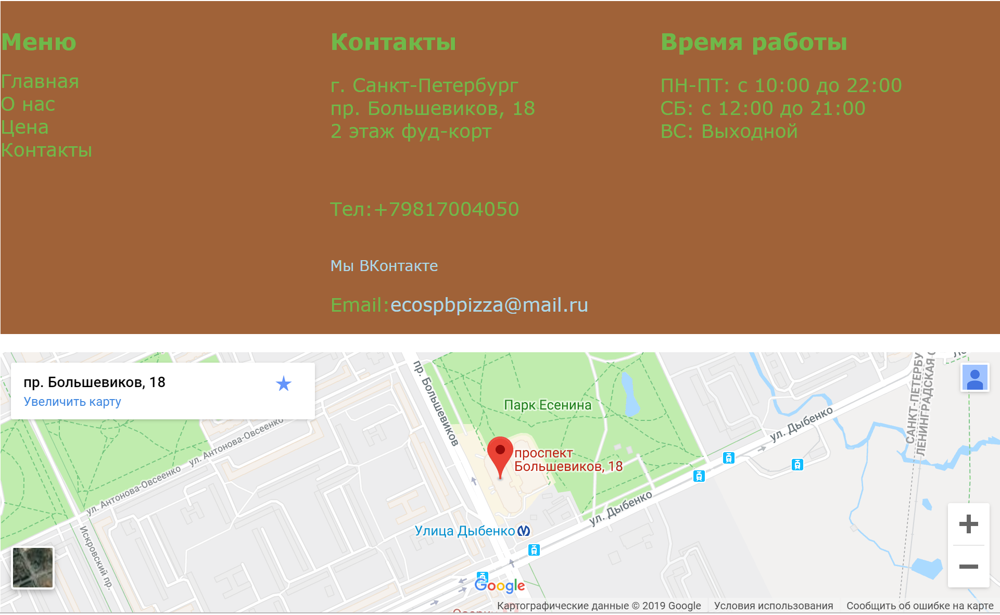 Меню
Главная
О нас
Цена
Контакты
Контакты
г. Санкт-Петербург
пр. Большевиков, 18
2 этаж фуд-корт
Тел:+79817004050
Мы ВКонтакте
Email:ecospbpizza@mail.ru
Время работы
ПН-ПТ: с 10:00 до 22:00
СБ: с 12:00 до 21:00
ВС: Выходной
пр. Большевиков, 18
Увеличить карту
пр. Большевиков
Парк Есенина
проспект
Большевиков, 18
ул. Дыбенко
САНКТ-ПЕТЕРБУ
ЛЕНИНГРАДСКАЯ О
ул. Антонова-Овсеенко
ул. Антонова-Овсеенко
ул. Дыбенко
Улица Дыбенко
Искровский пр.
Google
Картографические данные © 2019 Google
Условия использования
Сообщить об ошибке на карте